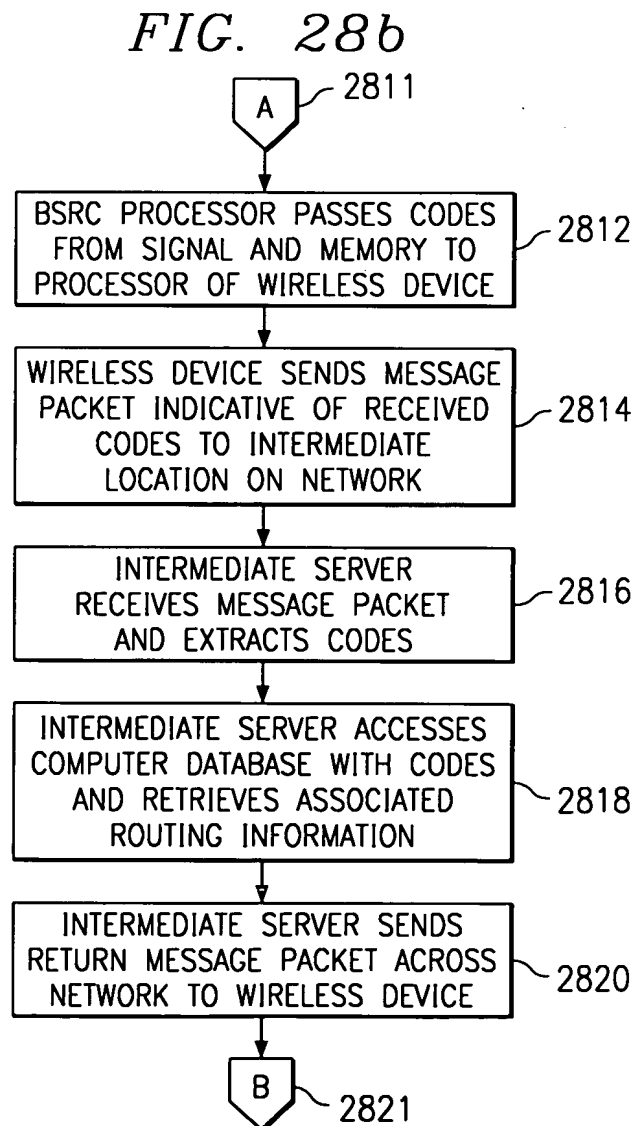 FIG. 28b
A
2811
BSRC PROCESSOR PASSES CODES
FROM SIGNAL AND MEMORY TO
PROCESSOR OF WIRELESS DEVICE
2812
WIRELESS DEVICE SENDS MESSAGE
PACKET INDICATIVE OF RECEIVED
CODES TO INTERMEDIATE
LOCATION ON NETWORK
2814
INTERMEDIATE SERVER
RECEIVES MESSAGE PACKET
AND EXTRACTS CODES
2816
INTERMEDIATE SERVER ACCESSES
COMPUTER DATABASE WITH CODES
AND RETRIEVES ASSOCIATED
ROUTING INFORMATION
2818
INTERMEDIATE SERVER SENDS
RETURN MESSAGE PACKET ACROSS
NETWORK TO WIRELESS DEVICE
2820
B
2821